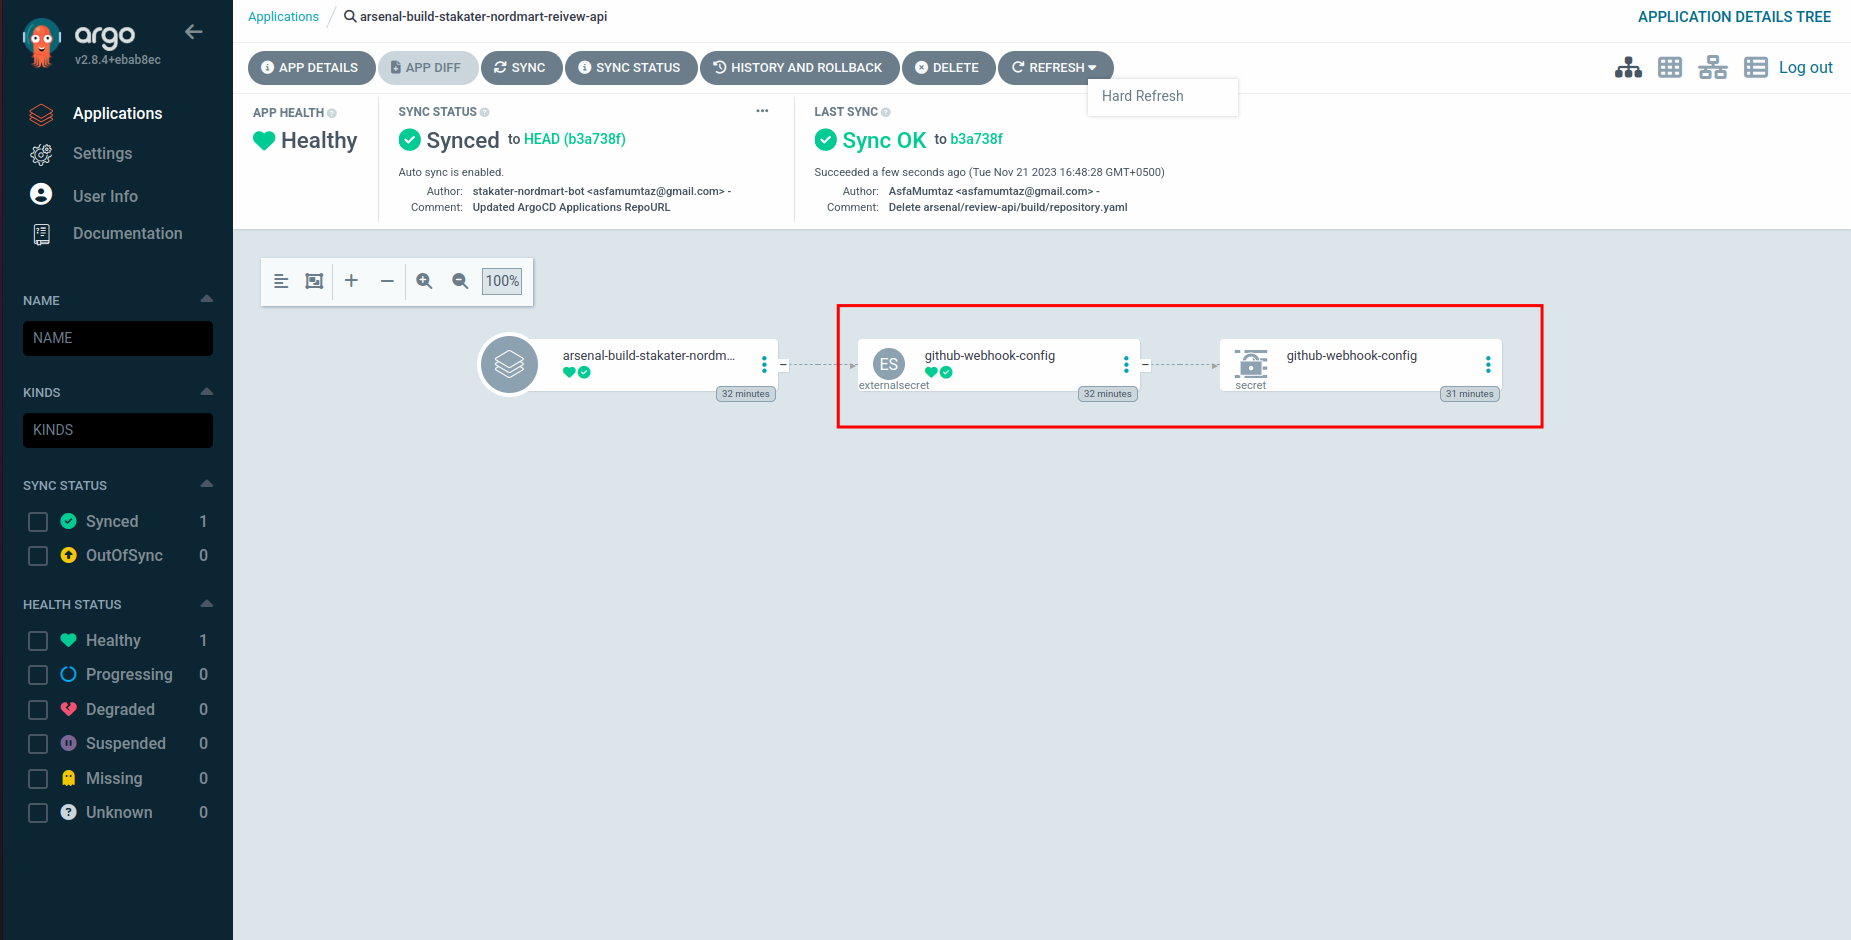 argo
v2.8.4+ebab8ec
Applications
Settings
User Info
Documentation
NAME
NAME
KINDS
KINDS
SYNC STATUS
Synced 1
OutOfSync 0
HEALTH STATUS
Healthy 1
Progressing 0
Degraded 0
Suspended 0
Missing 0
Unknown 0
Applications / arsenal-build-stakater-nordmart-reivew-api
APPLICATION DETAILS TREE
APP DETAILS APP DIFF SYNC SYNC STATUS HISTORY AND ROLLBACK DELETE REFRESH
Log out
Hard Refresh
APP HEALTH
Healthy
SYNC STATUS
Synced to HEAD (b3a738f)
Auto sync is enabled.
Author: stakater-nordmart-bot <asfamumtaz@gmail.com> -
Comment: Updated ArgoCD Applications RepoURL
LAST SYNC
Sync OK to b3a738f
Succeeded a few seconds ago (Tue Nov 21 2023 16:48:28 GMT+0500)
Author: AsfaMumtaz <asfamumtaz@gmail.com> -
Comment: Delete arsenal/review-api/build/repository.yaml
100%
arsenal-build-stakater-nordm...
32 minutes
ES
externalsecret
github-webhook-config
32 minutes
secret
github-webhook-config
31 minutes